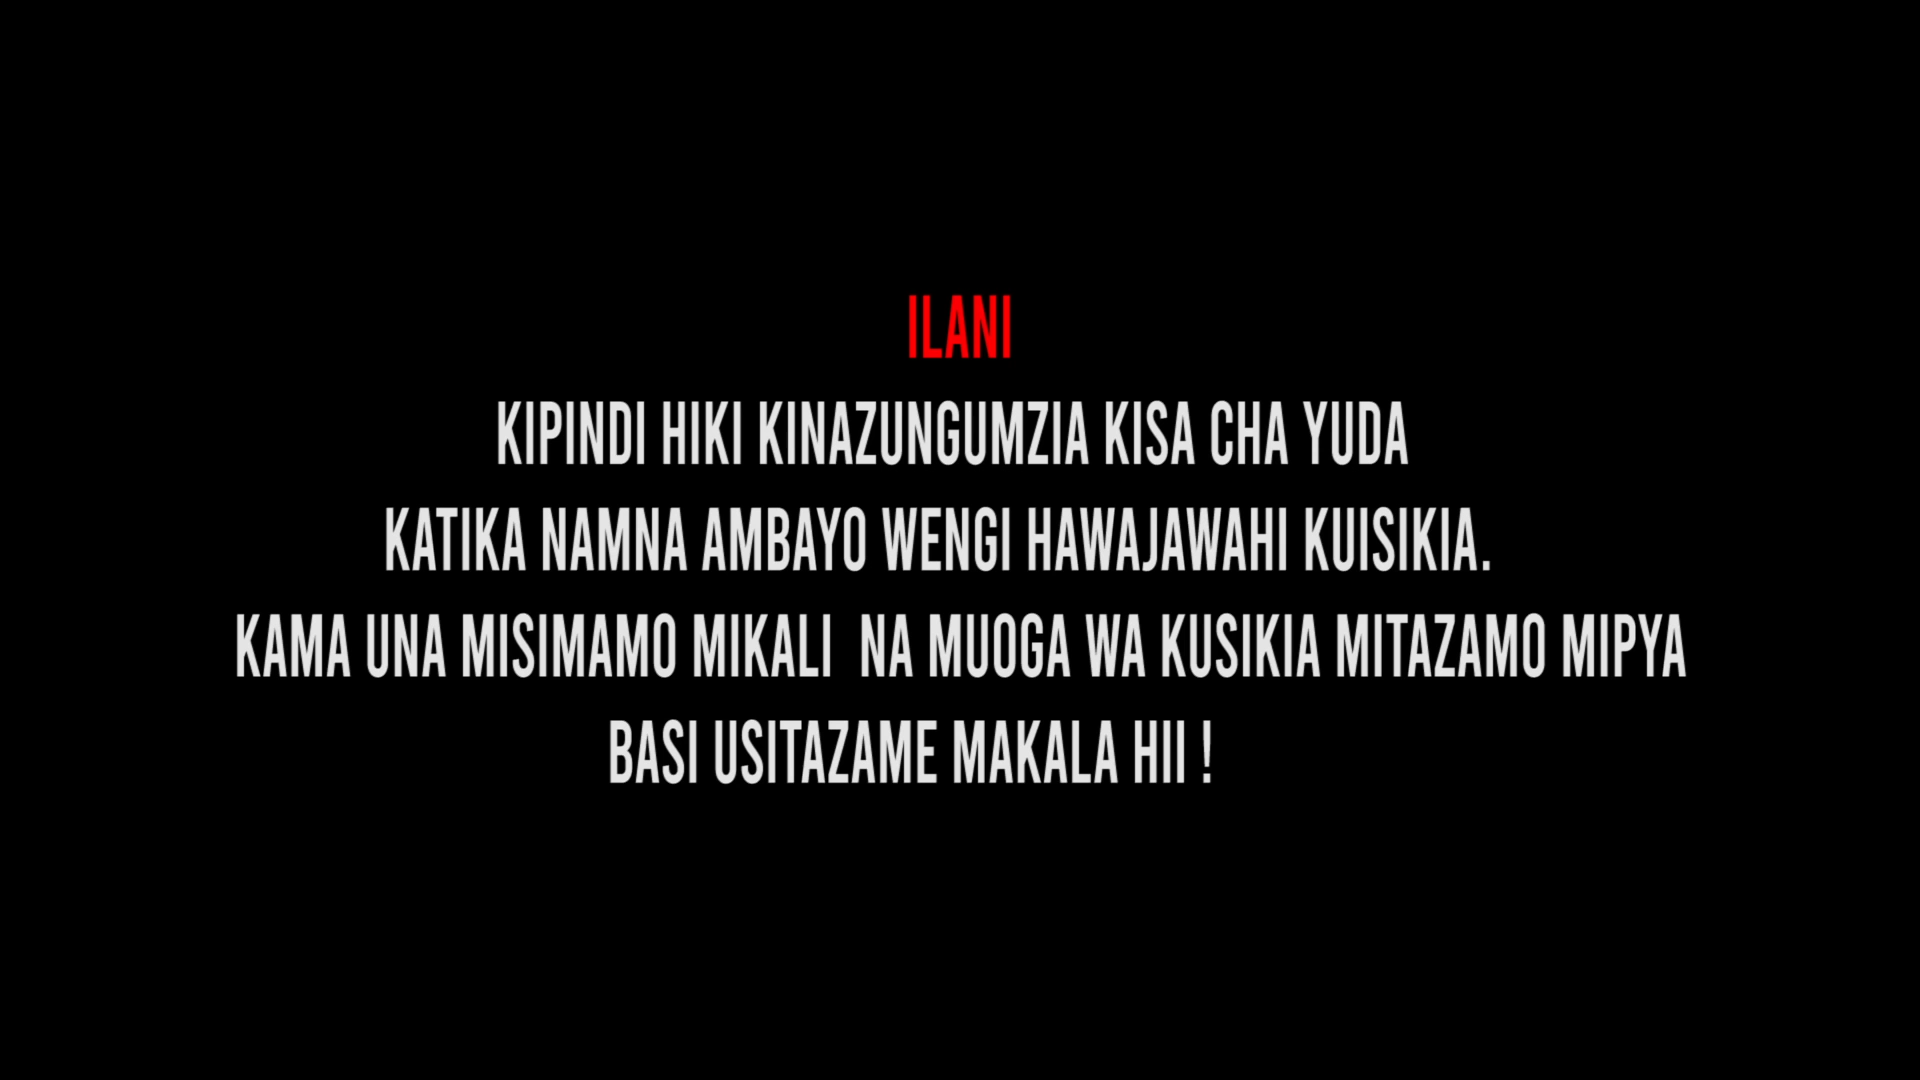 ILANI
KIPINDI HIKI KINAZUNGUMZIA KISA CHA YUDA
KATIKA NAMNA AMBAYO WENGI HAWAJAWAHI KUISIKIA.
KAMA UNA MISIMAMO MIKALI  NA MUOGA WA KUSIKIA MITAZAMO MIPYA
BASI USITAZAME MAKALA HII !